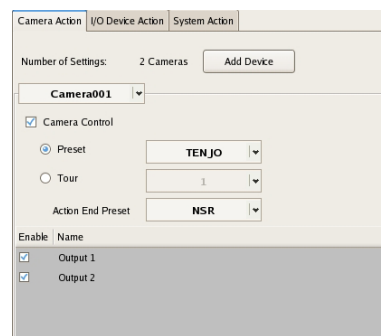 Camera Action I/O Device Action System Action
Number of Settings: 2 Cameras Add Device
Camera001
Camera Control
Preset TENJO
Tour 1
Action End Preset NSR
Enable Name
Output 1
Output 2